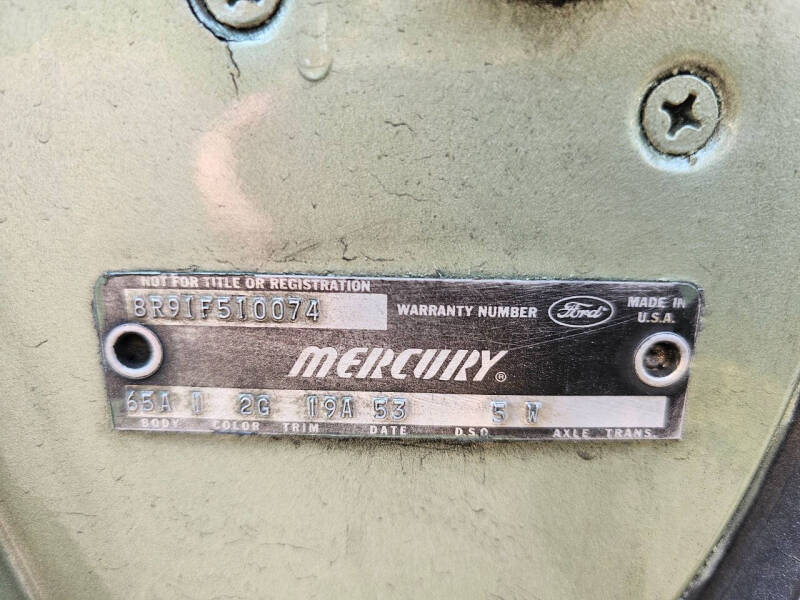 NOT FOR TITLE OR REGISTRATION
8R91F510074 WARRANTY NUMBER Ford MADE IN U.S.A.
MERCURY®
65A I 2G 19A 53 5 W
BODY COLOR TRIM DATE D.S.O. AXLE TRANS.